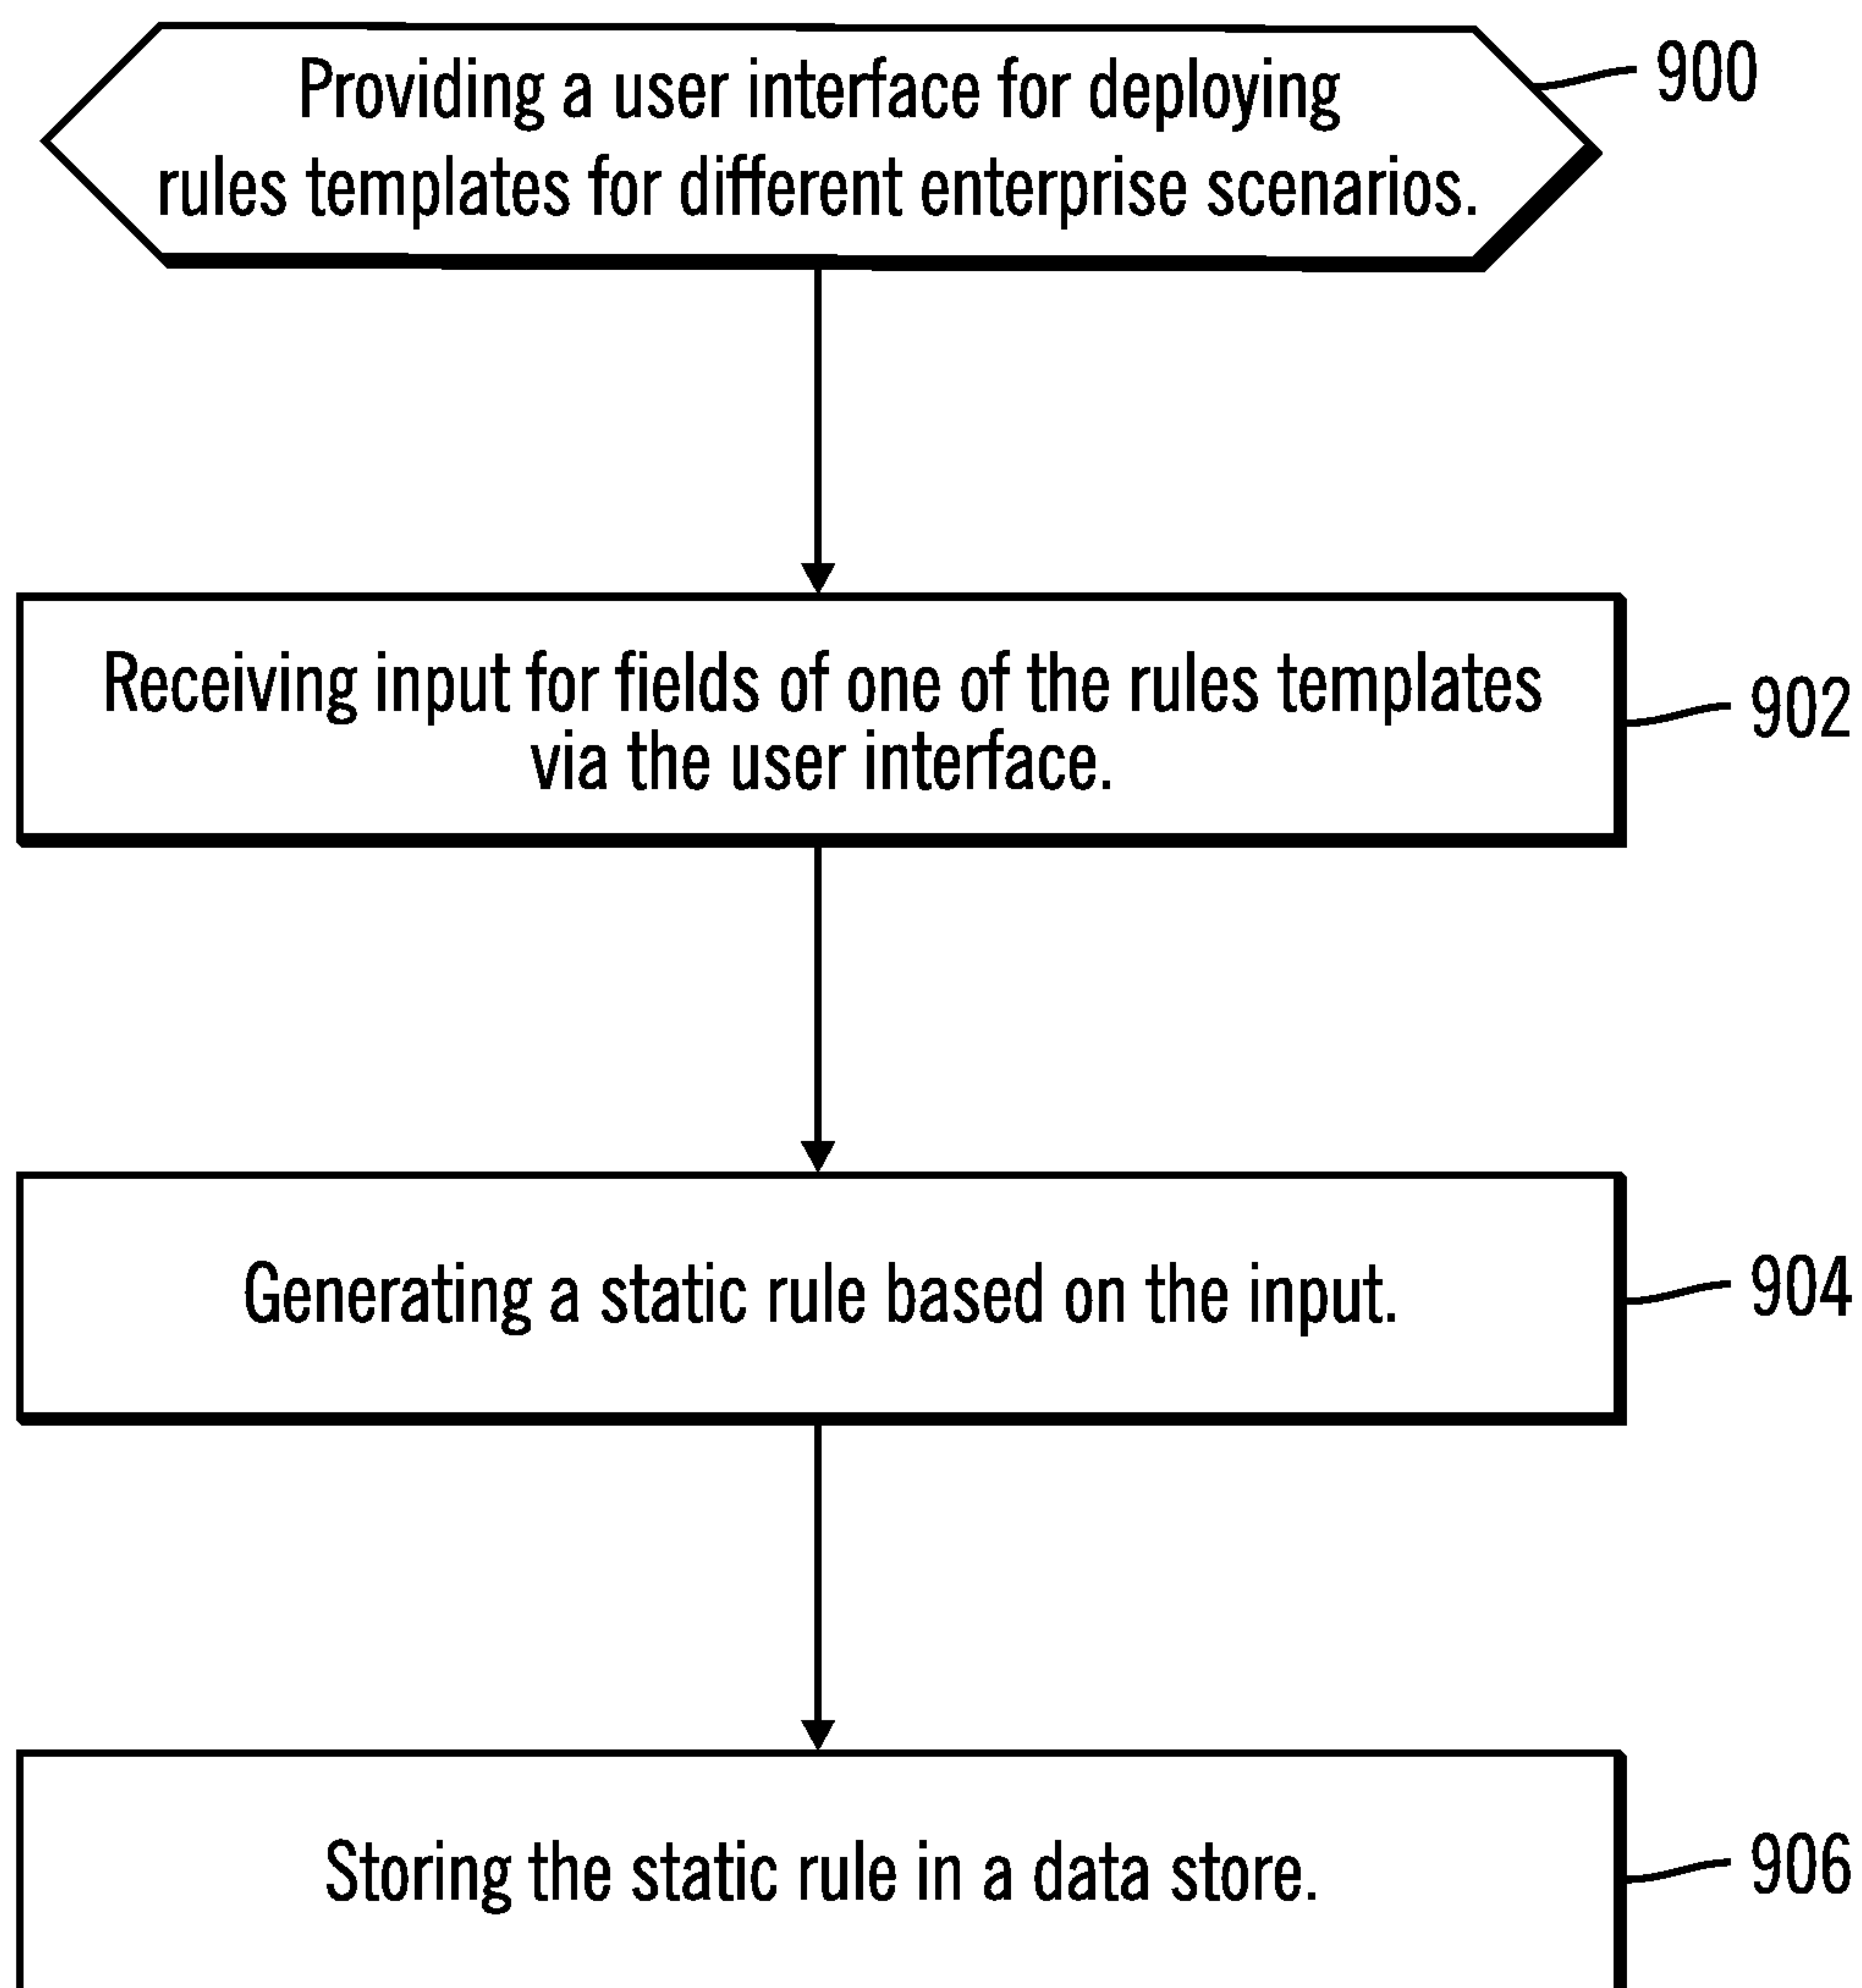 Providing a user interface for deploying
rules templates for different enterprise scenarios.
900
Receiving input for fields of one of the rules templates
via the user interface.
902
Generating a static rule based on the input.
904
Storing the static rule in a data store.
906